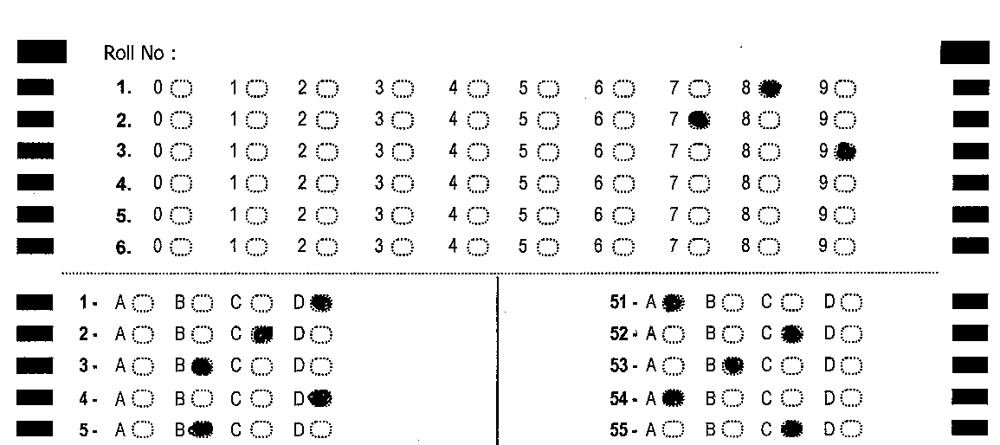 Roll No :
1. 0 1 2 3 4 5 6 7 8 9
2. 0 1 2 3 4 5 6 7 8 9
3. 0 1 2 3 4 5 6 7 8 9
4. 0 1 2 3 4 5 6 7 8 9
5. 0 1 2 3 4 5 6 7 8 9
6. 0 1 2 3 4 5 6 7 8 9
1- A B C D
2- A B C D
3- A B C D
4- A B C D
5- A B C D
51- A B C D
52- A B C D
53- A B C D
54- A B C D
55- A B C D